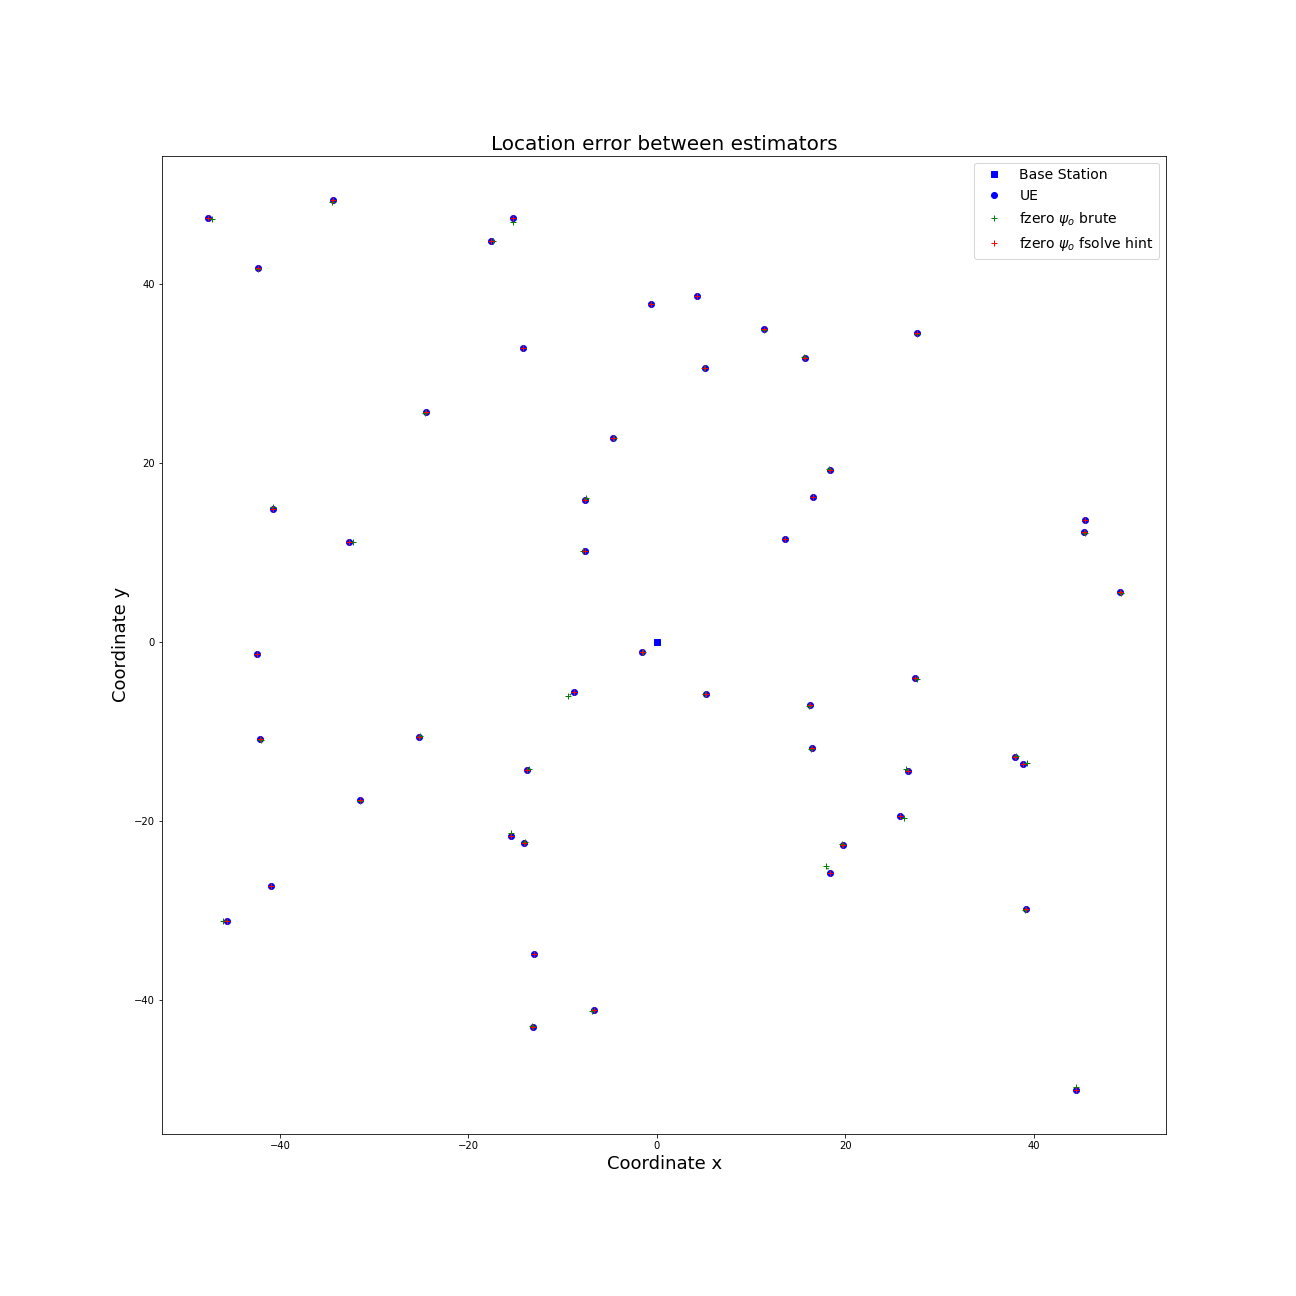 Location error between estimators
Base Station
UE
fzero ψₒ brute
fzero ψₒ fsolve hint
40
20
0
−20
−40
Coordinate y
−40 −20 0 20 40
Coordinate x